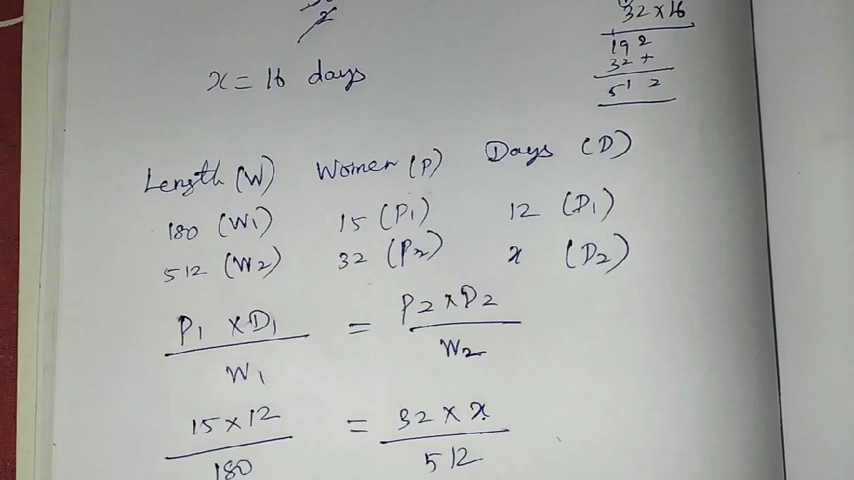 2
32 × 16
192
32 +
512
x = 16 days
Length (W) Women (P) Days (D)
180 (W1) 15 (P1) 12 (D1)
512 (W2) 32 (P2) x (D2)
P1 × D1 = P2 × D2
W1 W2
15 × 12 = 32 × x
180 512